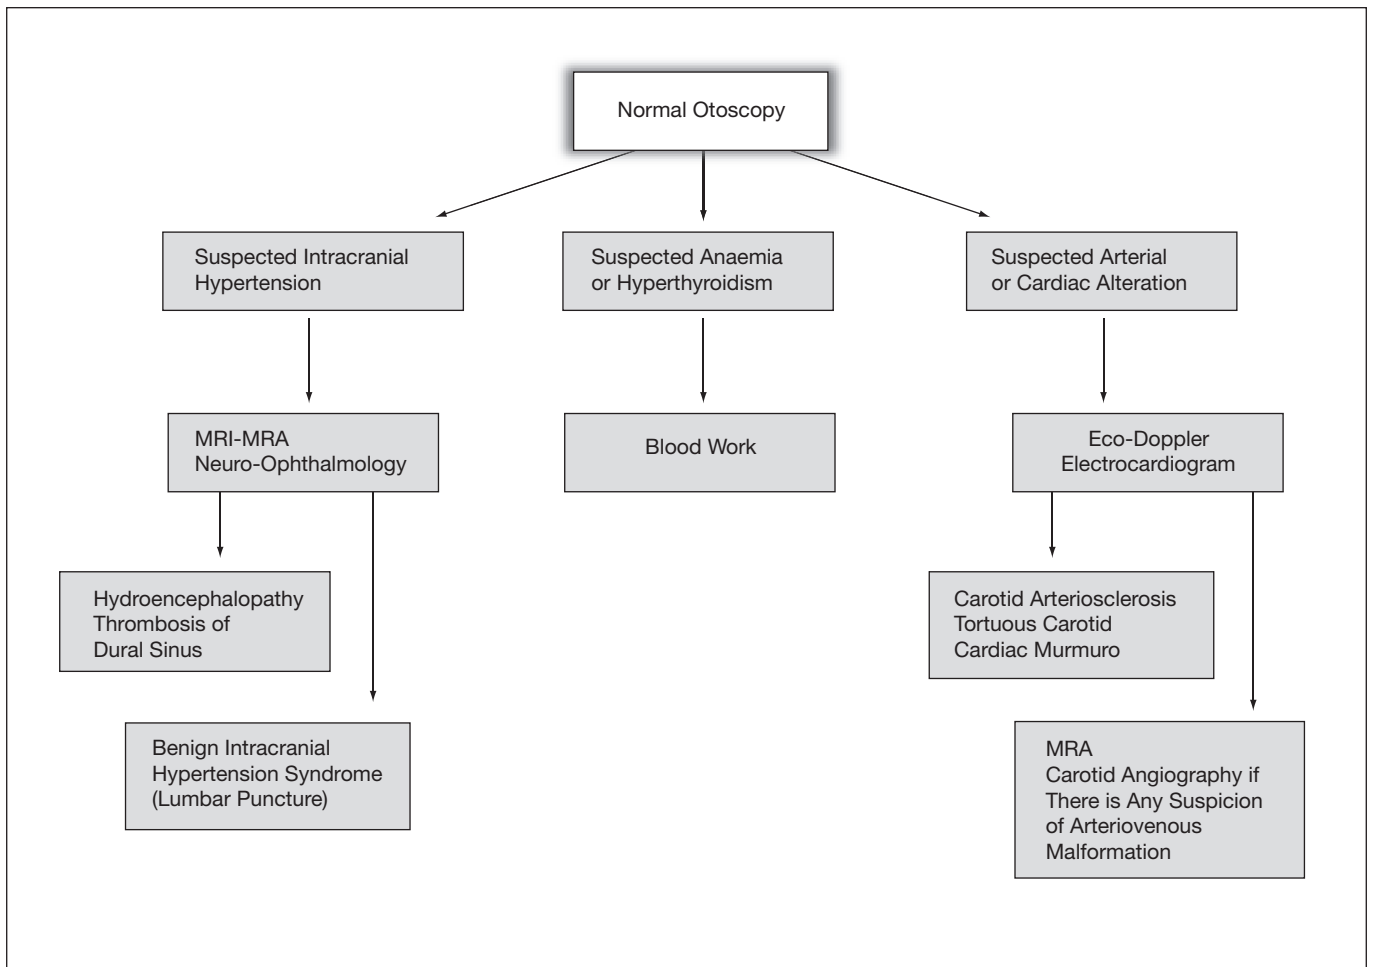 Normal Otoscopy
Suspected Intracranial
Hypertension
Suspected Anaemia
or Hyperthyroidism
Suspected Arterial
or Cardiac Alteration
MRI-MRA
Neuro-Ophthalmology
Blood Work
Eco-Doppler
Electrocardiogram
Hydroencephalopathy
Thrombosis of
Dural Sinus
Carotid Arteriosclerosis
Tortuous Carotid
Cardiac Murmuro
Benign Intracranial
Hypertension Syndrome
(Lumbar Puncture)
MRA
Carotid Angiography if
There is Any Suspicion
of Arteriovenous
Malformation